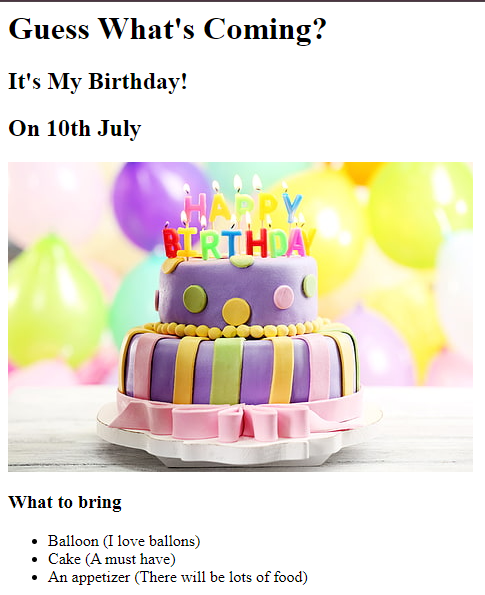 Guess What's Coming?
It's My Birthday!
On 10th July
HAPPY
BIRTHDAY
What to bring
Balloon (I love ballons)
Cake (A must have)
An appetizer (There will be lots of food)